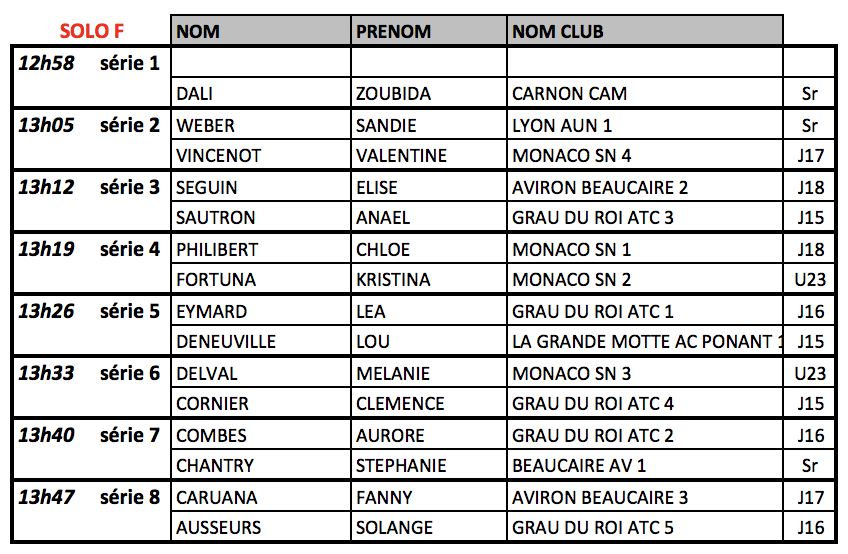 SOLO F NOM PRENOM NOM CLUB
12h58 série 1
DALI ZOUBIDA CARNON CAM Sr
13h05 série 2 WEBER SANDIE LYON AUN 1 Sr
VINCENOT VALENTINE MONACO SN 4 J17
13h12 série 3 SEGUIN ELISE AVIRON BEAUCAIRE 2 J18
SAUTRON ANAEL GRAU DU ROI ATC 3 J15
13h19 série 4 PHILIBERT CHLOE MONACO SN 1 J18
FORTUNA KRISTINA MONACO SN 2 U23
13h26 série 5 EYMARD LEA GRAU DU ROI ATC 1 J16
DENEUVILLE LOU LA GRANDE MOTTE AC PONANT 1 J15
13h33 série 6 DELVAL MELANIE MONACO SN 3 U23
CORNIER CLEMENCE GRAU DU ROI ATC 4 J15
13h40 série 7 COMBES AURORE GRAU DU ROI ATC 2 J16
CHANTRY STEPHANIE BEAUCAIRE AV 1 Sr
13h47 série 8 CARUANA FANNY AVIRON BEAUCAIRE 3 J17
AUSSEURS SOLANGE GRAU DU ROI ATC 5 J16